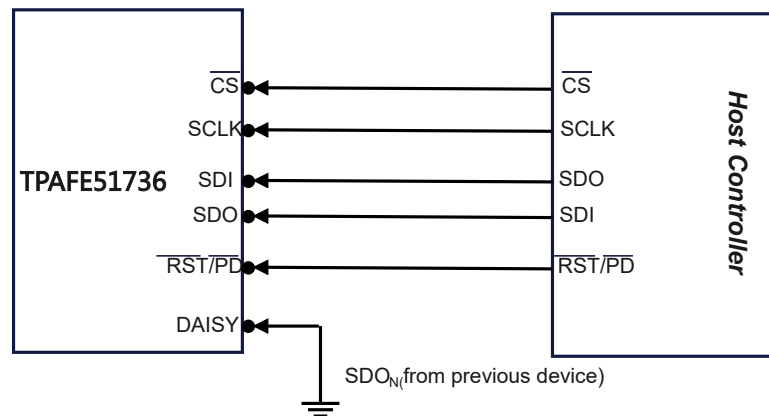 CS CS
SCLK SCLK
TPAFE51736 SDI SDO
SDO SDI
RST/PD RST/PD
DAISY
SDON(from previous device)
Host Controller